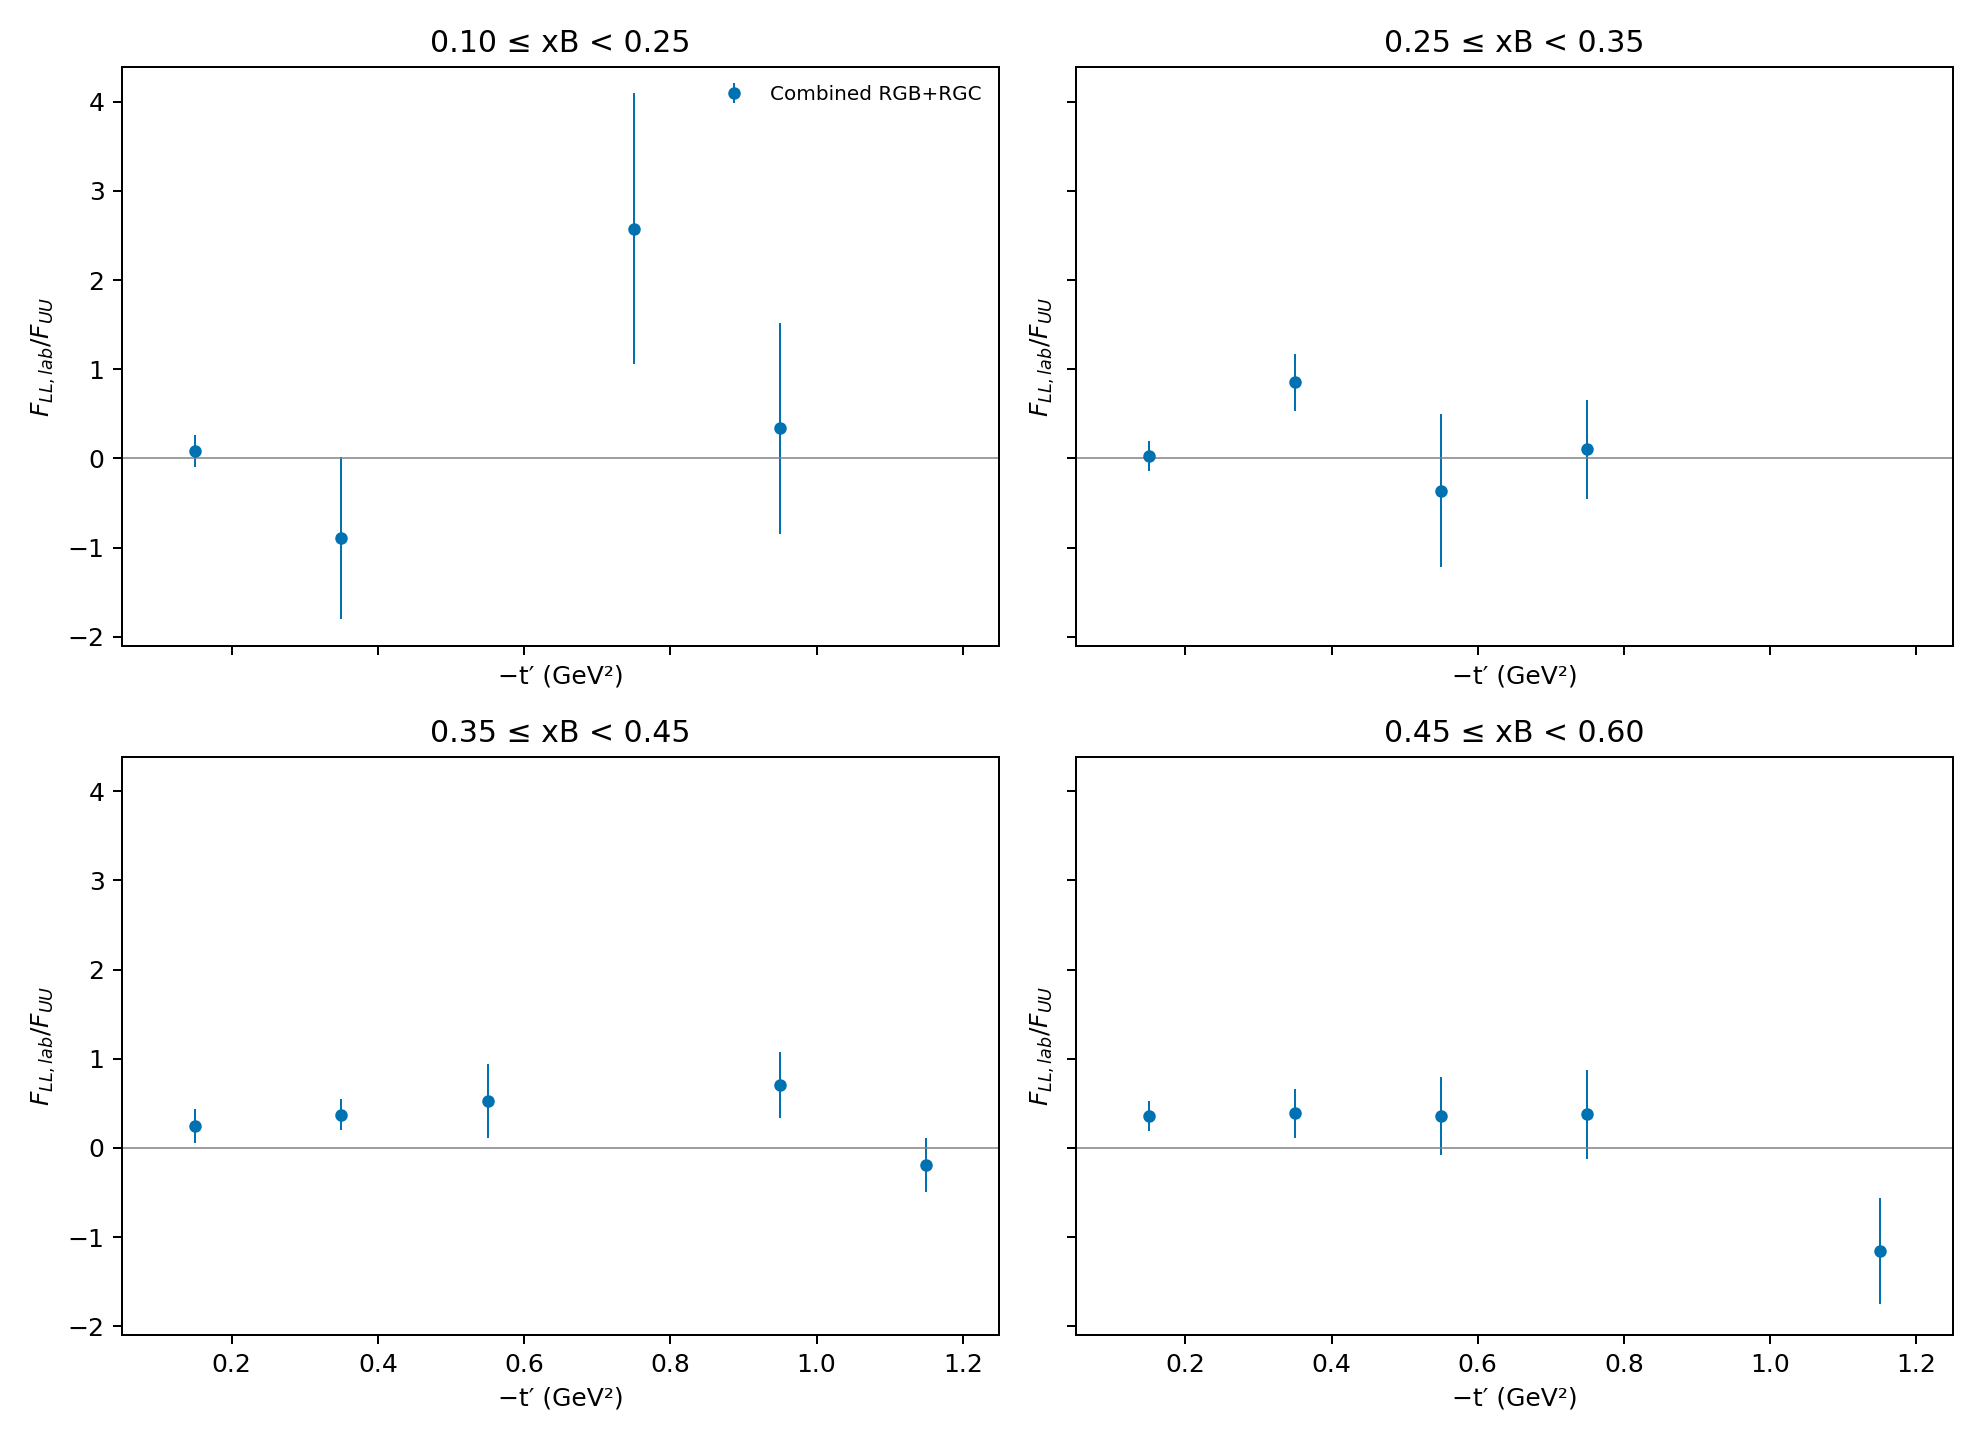 0.10 ≤ xB < 0.25
0.25 ≤ xB < 0.35
Combined RGB+RGC
4
3
2
1
0
−1
−2
F_{LL, lab}/F_{UU}
F_{LL, lab}/F_{UU}
−t′ (GeV²)
−t′ (GeV²)
0.35 ≤ xB < 0.45
0.45 ≤ xB < 0.60
4
3
2
1
0
−1
−2
F_{LL, lab}/F_{UU}
F_{LL, lab}/F_{UU}
0.2 0.4 0.6 0.8 1.0 1.2
0.2 0.4 0.6 0.8 1.0 1.2
−t′ (GeV²)
−t′ (GeV²)